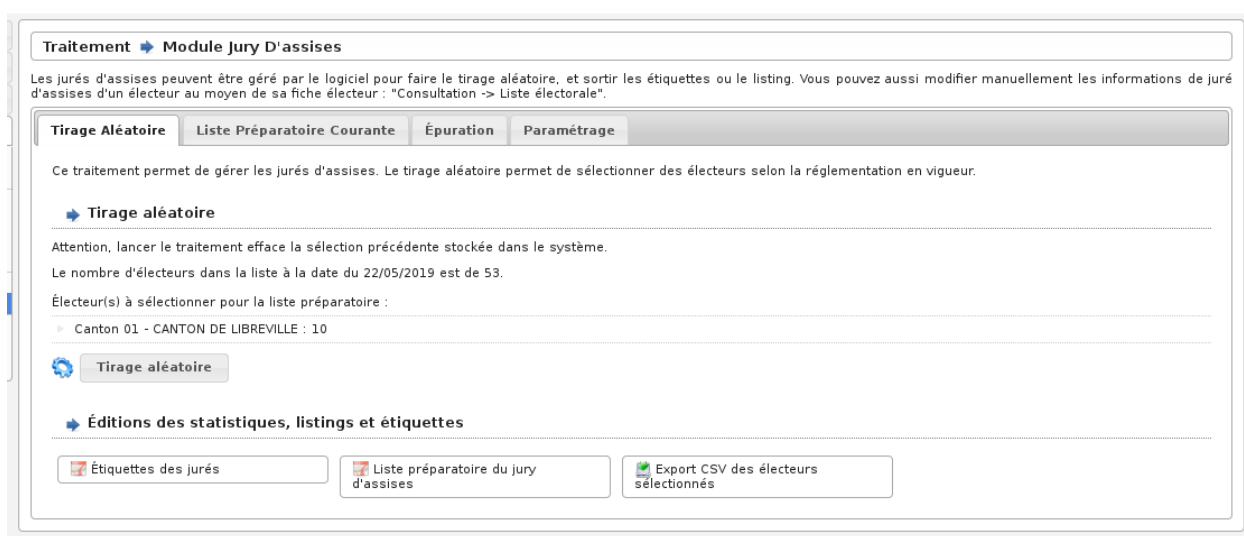 Traitement Module Jury D'assises
Les jurés d'assises peuvent être géré par le logiciel pour faire le tirage aléatoire, et sortir les étiquettes ou le listing. Vous pouvez aussi modifier manuellement les informations de juré
d'assises d'un électeur au moyen de sa fiche électeur : "Consultation -> Liste électorale".
Tirage Aléatoire Liste Préparatoire Courante Épuration Paramétrage
Ce traitement permet de gérer les jurés d'assises. Le tirage aléatoire permet de sélectionner des électeurs selon la réglementation en vigueur.
Tirage aléatoire
Attention, lancer le traitement efface la sélection précédente stockée dans le système.
Le nombre d'électeurs dans la liste à la date du 22/05/2019 est de 53.
Électeur(s) à sélectionner pour la liste préparatoire :
Canton 01 - CANTON DE LIBREVILLE : 10
Tirage aléatoire
Éditions des statistiques, listings et étiquettes
Étiquettes des jurés
Liste préparatoire du jury
d'assises
Export CSV des électeurs
sélectionnés